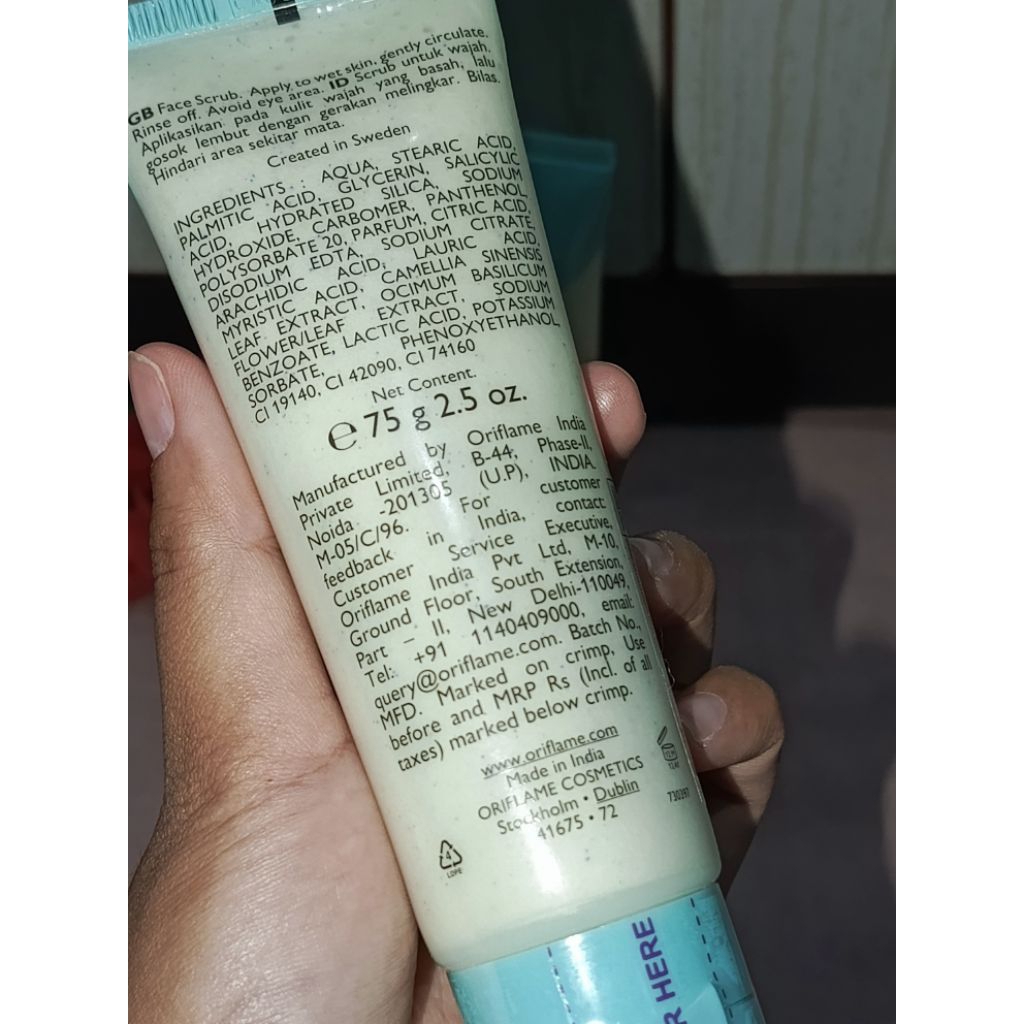 GB Face Scrub. Apply to wet skin, gently circulate.
Rinse off. Avoid eye area. ID Scrub untuk wajah.
Aplikasikan pada kulit wajah yang basah, lalu
gosok lembut dengan gerakan melingkar. Bilas.
Hindari area sekitar mata.
Created in Sweden
INGREDIENTS : AQUA, STEARIC ACID,
PALMITIC ACID, GLYCERIN, SALICYLIC
ACID, HYDRATED SILICA, SODIUM
HYDROXIDE, CARBOMER, PANTHENOL,
POLYSORBATE 20, PARFUM, CITRIC ACID,
DISODIUM EDTA, SODIUM CITRATE,
ARACHIDIC ACID, LAURIC ACID,
MYRISTIC ACID, CAMELLIA SINENSIS
LEAF EXTRACT, OCIMUM BASILICUM
FLOWER/LEAF EXTRACT, SODIUM
BENZOATE, LACTIC ACID, POTASSIUM
SORBATE, PHENOXYETHANOL,
CI 19140, CI 42090, CI 74160
Net Content.
℮ 75 g 2.5 oz.
Manufactured by Oriflame India
Private Limited, B-44, Phase-II,
Noida -201305 (U.P), INDIA.
M-05/C/96. For customer
feedback in India, contact
Customer Service Executive,
Oriflame India Pvt Ltd, M-10,
Ground Floor, South Extension,
Part – II, New Delhi-110049,
Tel: +91 1140409000, email:
query@oriflame.com. Batch No.,
MFD. Marked on crimp, Use
before and MRP Rs (Incl. of all
taxes) marked below crimp.
www.oriflame.com
Made in India
ORIFLAME COSMETICS
Stockholm • Dublin
41675 • 72
730397
4
LDPE
R HERE